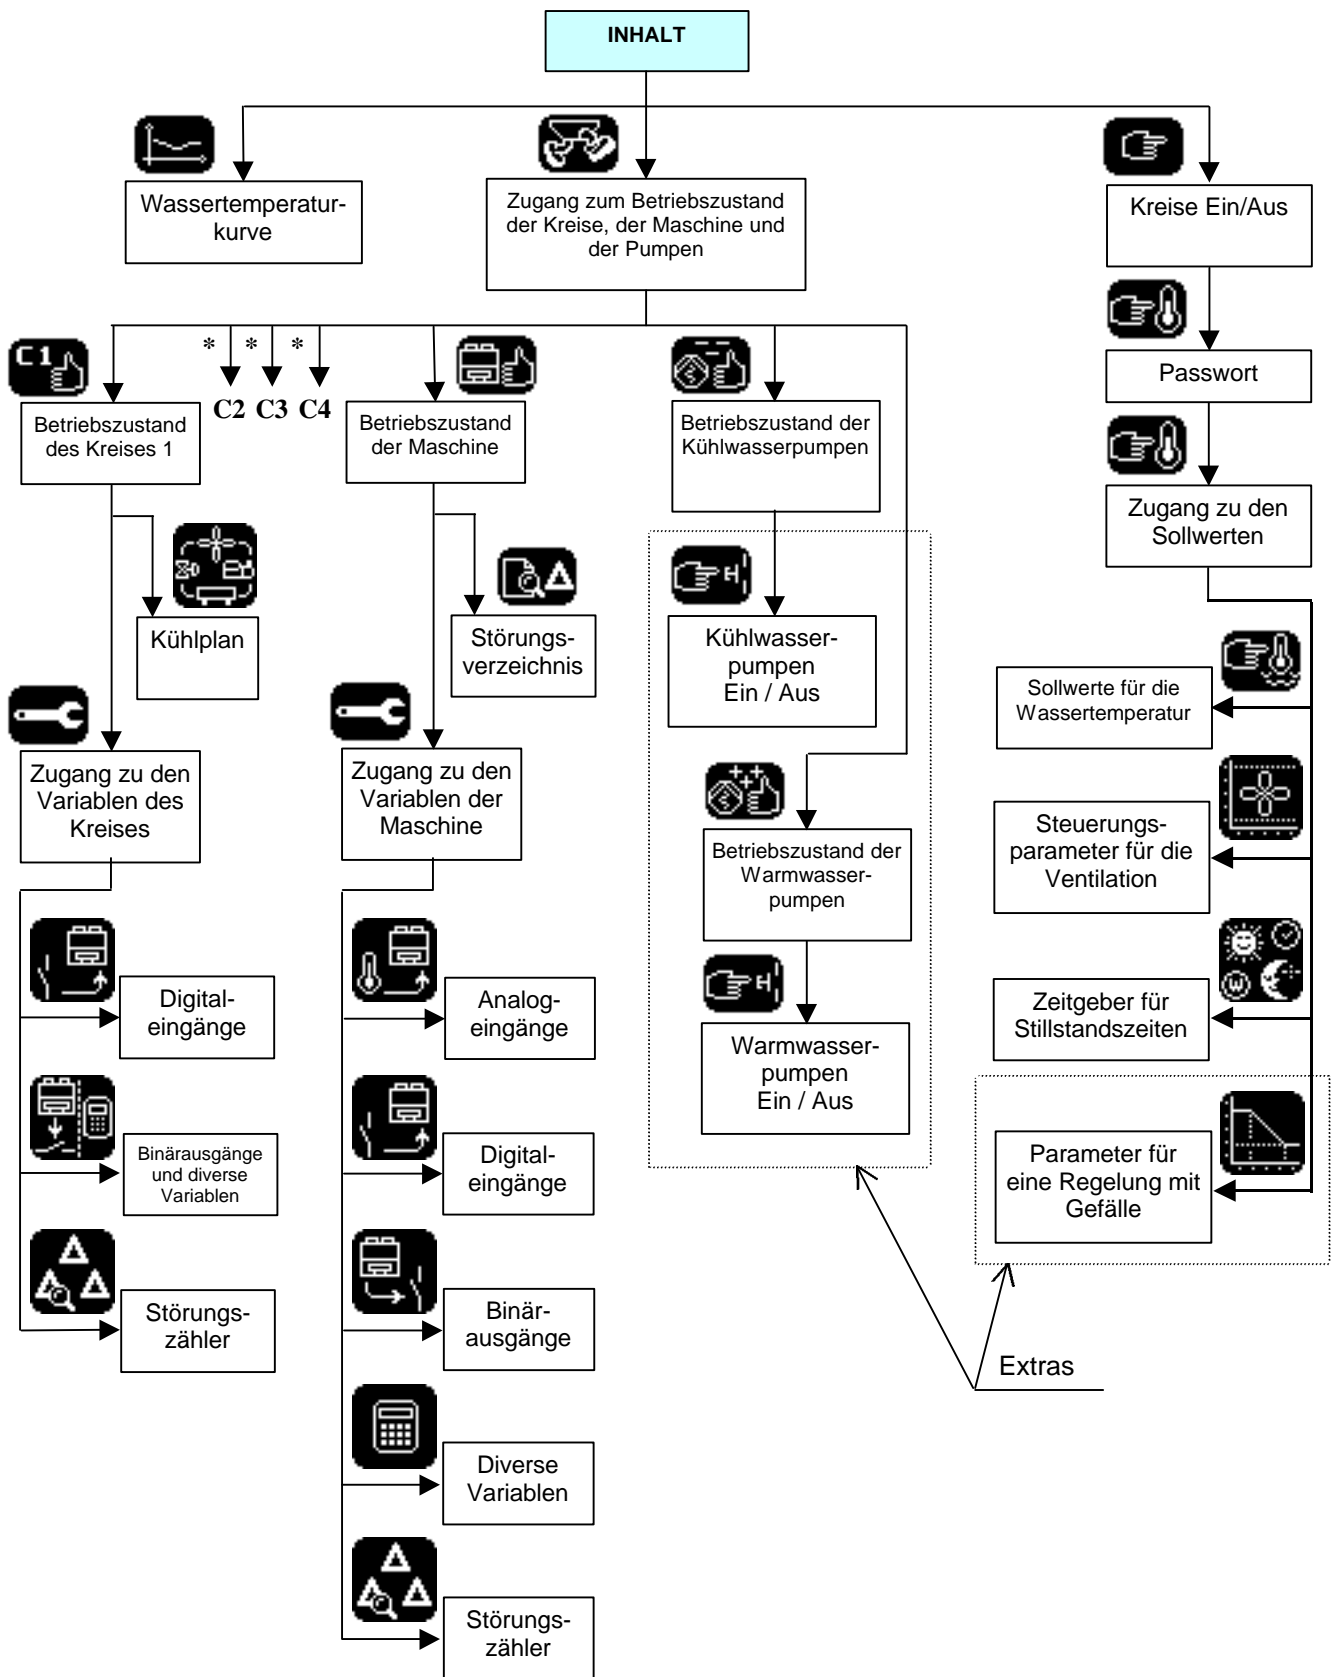 INHALT
Wassertemperatur-
kurve
Zugang zum Betriebszustand
der Kreise, der Maschine und
der Pumpen
Kreise Ein/Aus
Passwort
Zugang zu den
Sollwerten
C1
* * *
C2 C3 C4
Betriebszustand
des Kreises 1
Betriebszustand
der Maschine
Betriebszustand der
Kühlwasserpumpen
Kühlplan
Störungs-
verzeichnis
Kühlwasser-
pumpen
Ein / Aus
Sollwerte für die
Wassertemperatur
Zugang zu den
Variablen des
Kreises
Zugang zu den
Variablen der
Maschine
Betriebszustand der
Warmwasser-
pumpen
Steuerungs-
parameter für die
Ventilation
W
Digital-
eingänge
Analog-
eingänge
Warmwasser-
pumpen
Ein / Aus
Zeitgeber für
Stillstandszeiten
Binärausgänge
und diverse
Variablen
Digital-
eingänge
Parameter für
eine Regelung mit
Gefälle
Störungs-
zähler
Binär-
ausgänge
Extras
Diverse
Variablen
Störungs-
zähler